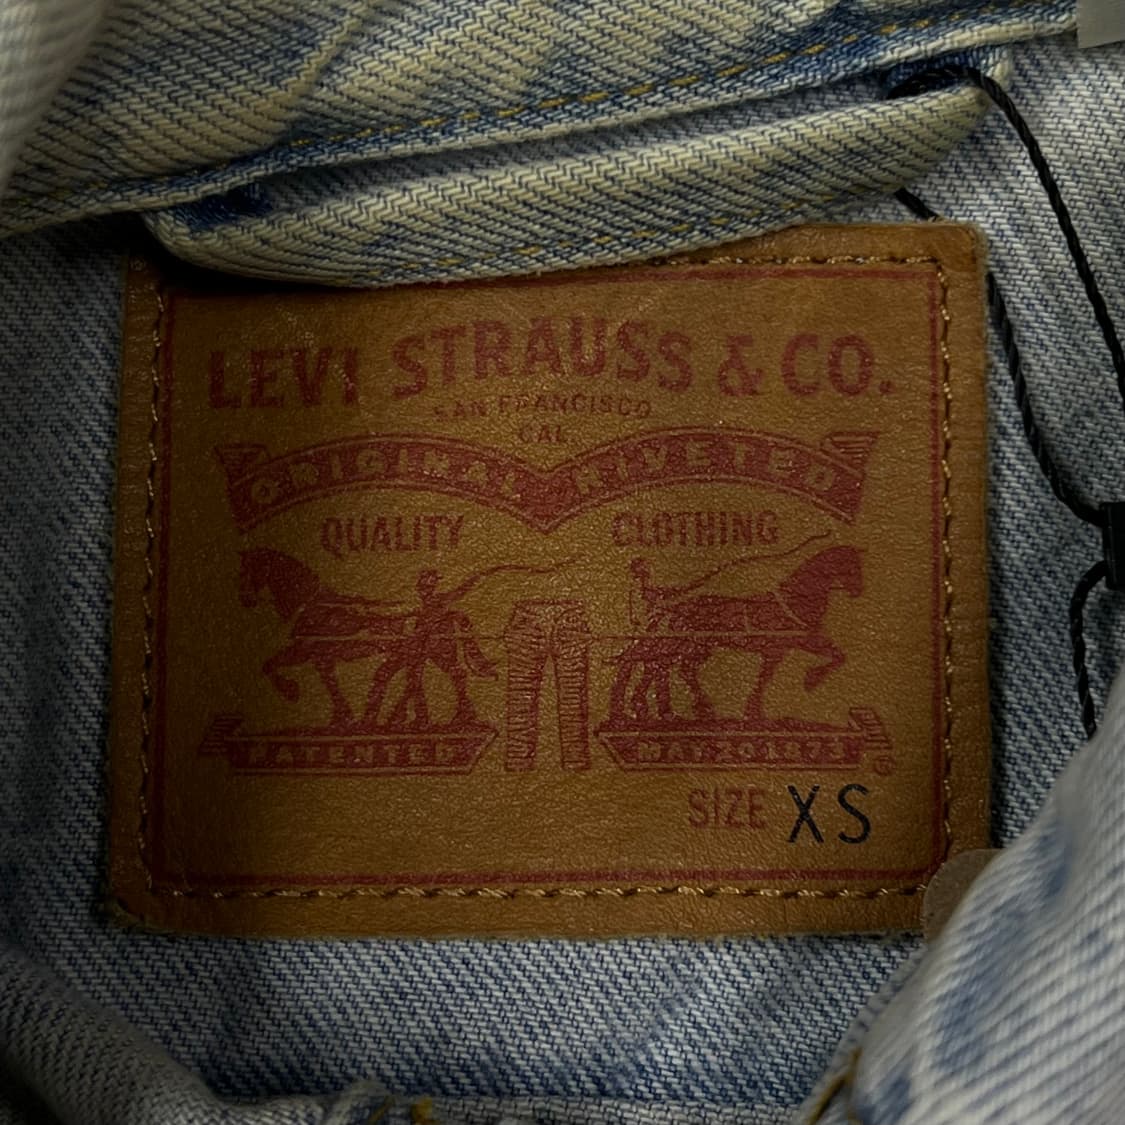 LEVI STRAUSS & CO.
SAN FRANCISCO
CAL
ORIGINAL RIVETED
QUALITY CLOTHING
PATENTED MAY 20 1873
®
SIZE XS